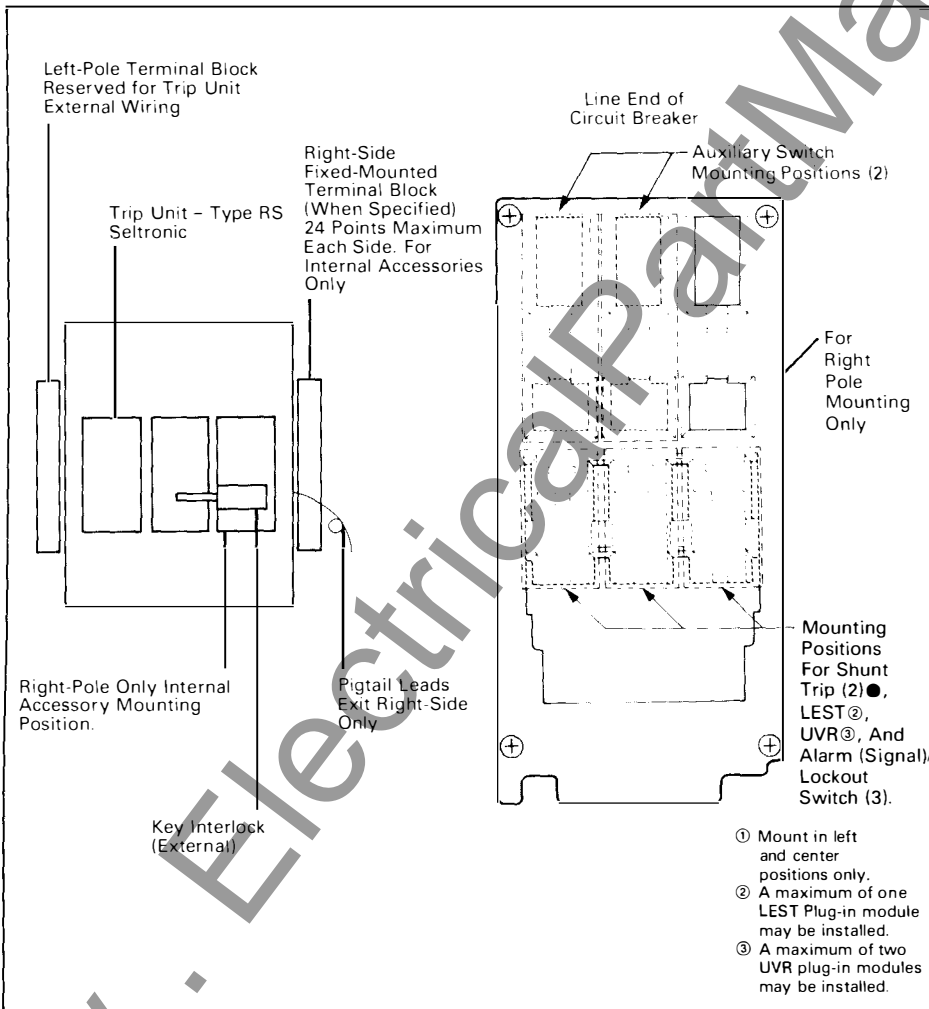 Left-Pole Terminal Block
Reserved for Trip Unit
External Wiring
Trip Unit – Type RS
Seltronic
Right-Side
Fixed-Mounted
Terminal Block
(When Specified)
24 Points Maximum
Each Side. For
Internal Accessories
Only
Right-Pole Only Internal
Accessory Mounting
Position.
Key Interlock
(External)
Pigtail Leads
Exit Right-Side
Only
Line End of
Circuit Breaker
Auxiliary Switch
Mounting Positions (2)
For
Right
Pole
Mounting
Only
Mounting
Positions
For Shunt
Trip (2)●,
LEST②,
UVR③, And
Alarm (Signal)/
Lockout
Switch (3).
① Mount in left
and center
positions only.
② A maximum of one
LEST Plug-in module
may be installed.
③ A maximum of two
UVR plug-in modules
may be installed.
. ElectricalPartMa